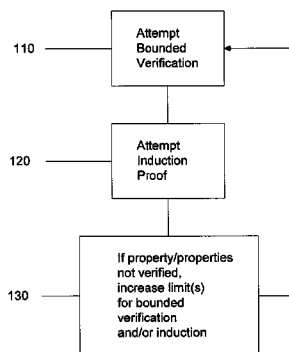 110
Attempt
Bounded
Verification
120
Attempt
Induction
Proof
130
If property/properties
not verified,
increase limit(s)
for bounded
verification
and/or induction